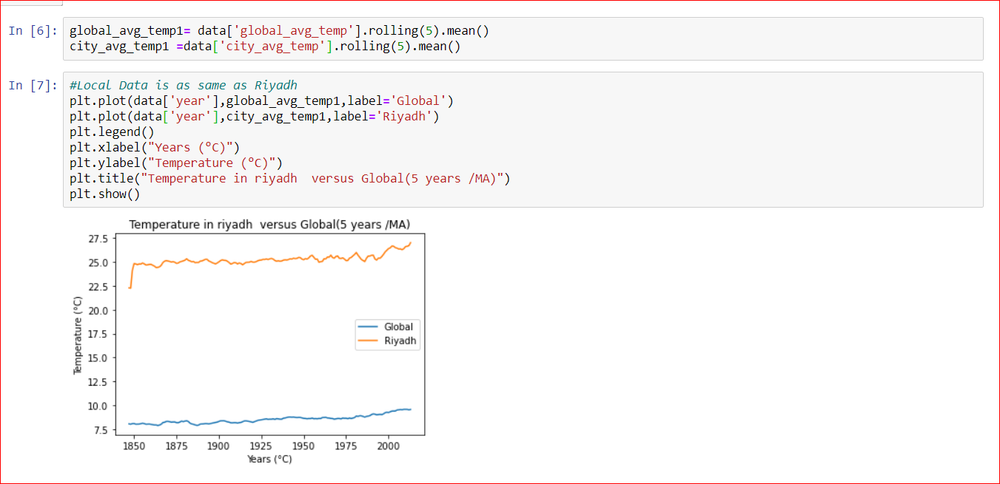 In [6]: global_avg_temp1= data['global_avg_temp'].rolling(5).mean()
city_avg_temp1 =data['city_avg_temp'].rolling(5).mean()
In [7]: #Local Data is as same as Riyadh
plt.plot(data['year'],global_avg_temp1,label='Global')
plt.plot(data['year'],city_avg_temp1,label='Riyadh')
plt.legend()
plt.xlabel("Years (°C)")
plt.ylabel("Temperature (°C)")
plt.title("Temperature in riyadh  versus Global(5 years /MA)")
plt.show()
Temperature in riyadh  versus Global(5 years /MA)
27.5
25.0
22.5
20.0
17.5
15.0
12.5
10.0
7.5
Temperature (°C)
Global
Riyadh
1850 1875 1900 1925 1950 1975 2000
Years (°C)